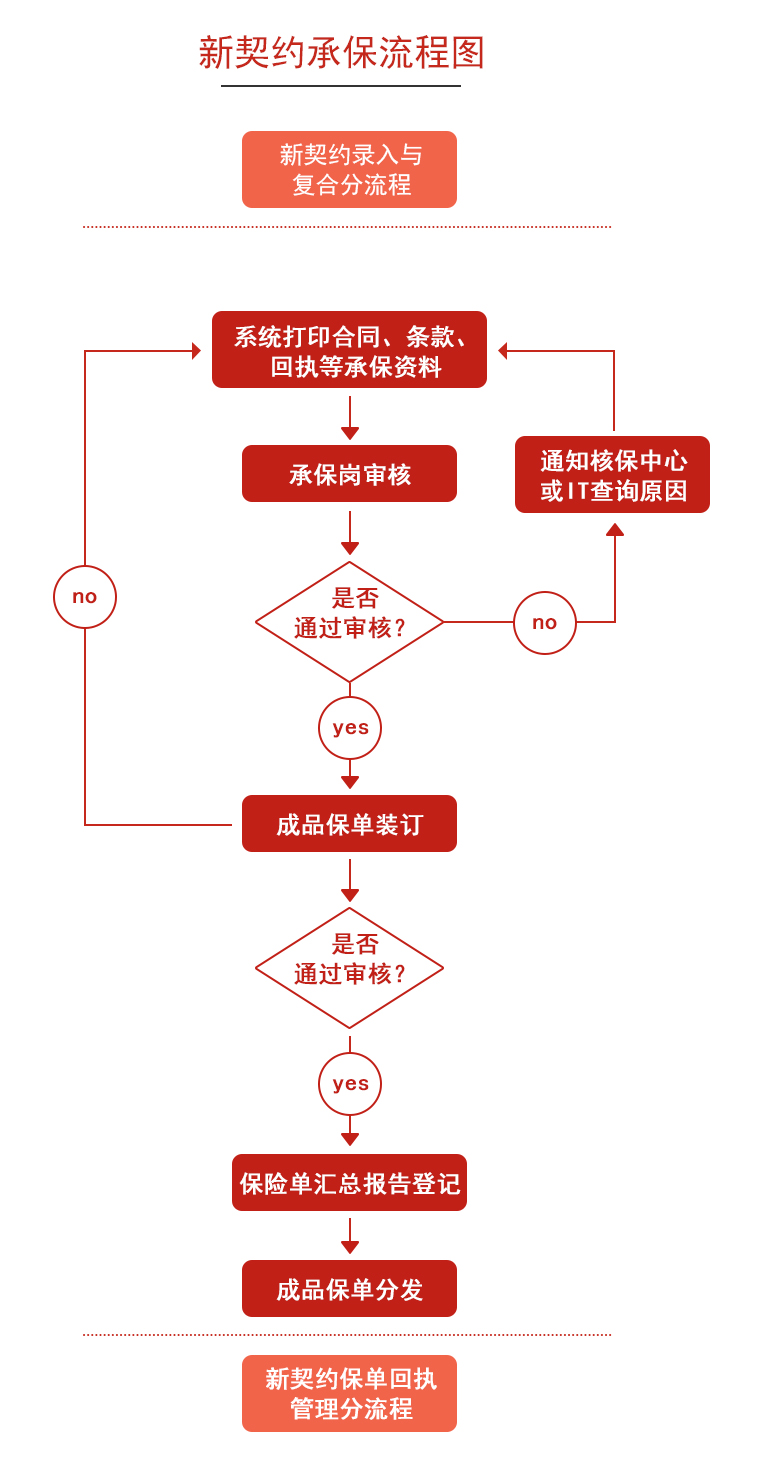 新契约承保流程图
新契约录入与
复合分流程
系统打印合同、条款、
回执等承保资料
承保岗审核
通知核保中心
或IT查询原因
是否
通过审核？
no
no
yes
成品保单装订
是否
通过审核？
yes
保险单汇总报告登记
成品保单分发
新契约保单回执
管理分流程